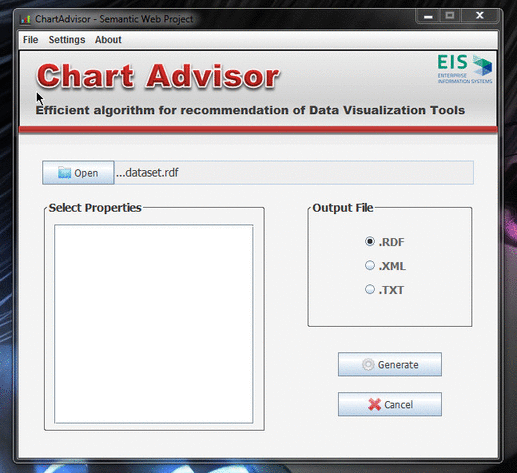 ChartAdvisor - Semantic Web Project
File Settings About
Chart Advisor
EIS
ENTERPRISE
INFORMATION SYSTEMS
Efficient algorithm for recommendation of Data Visualization Tools
Open ...dataset.rdf
Select Properties
Output File
.RDF
.XML
.TXT
Generate
Cancel